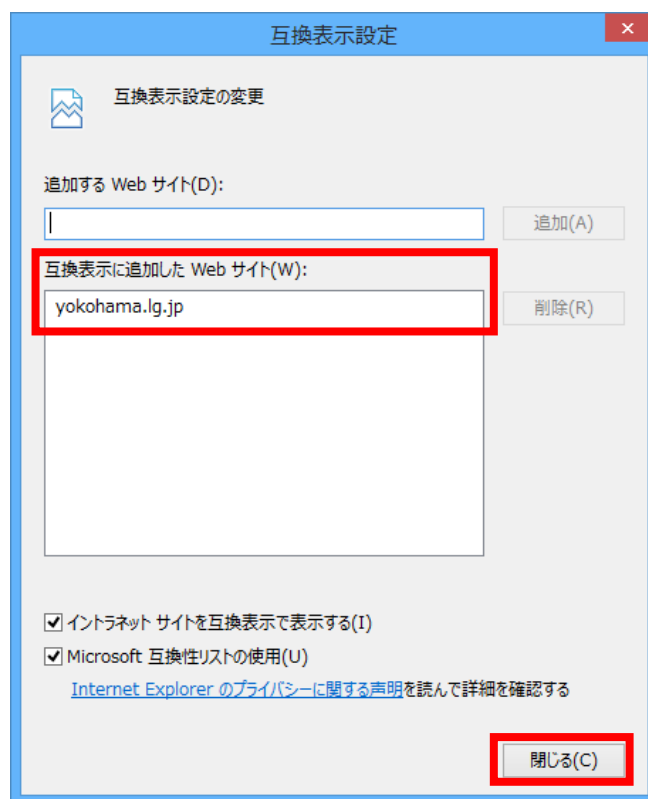 互換表示設定
互換表示設定の変更
追加する Web サイト(D):
追加(A)
互換表示に追加した Web サイト(W):
yokohama.lg.jp
削除(R)
イントラネット サイトを互換表示で表示する(I)
Microsoft 互換性リストの使用(U)
Internet Explorer のプライバシーに関する声明を読んで詳細を確認する
閉じる(C)